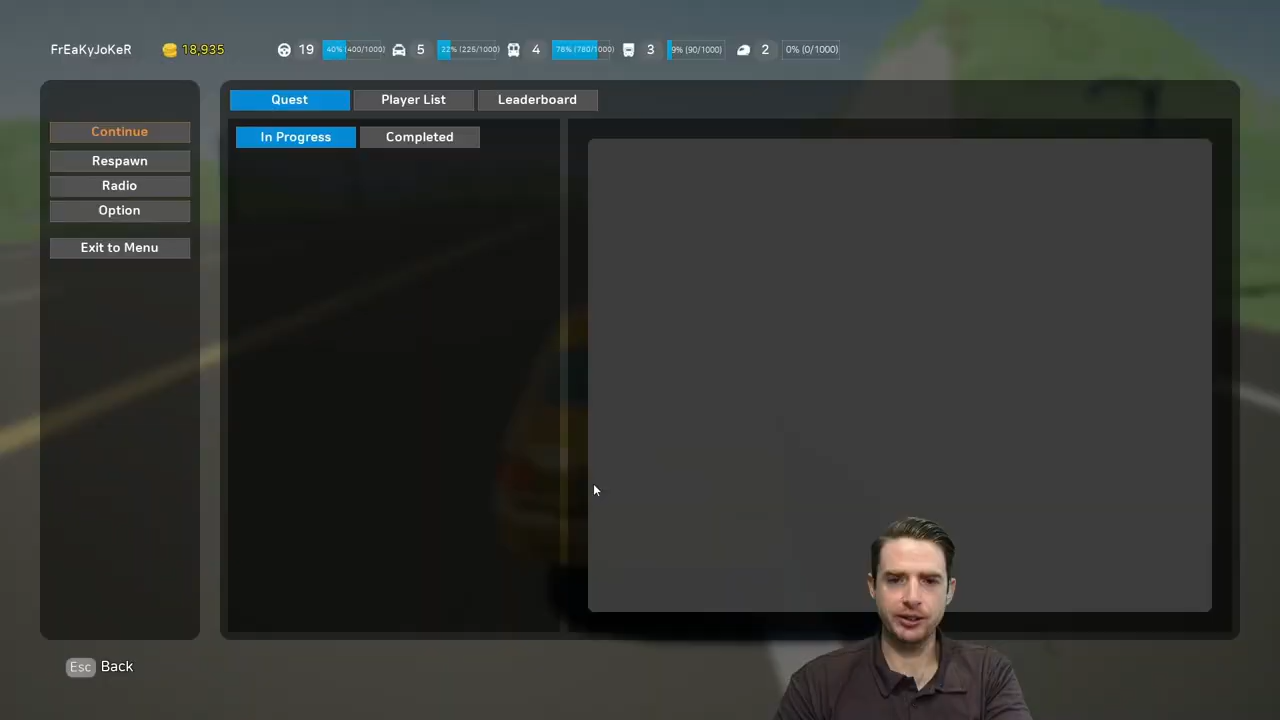 FrEaKyJoKeR 18,935 19 40% (400/1000) 5 22% (225/1000) 4 78% (780/1000) 3 9% (90/1000) 2 0% (0/1000)
Quest Player List Leaderboard
Continue
In Progress Completed
Respawn
Radio
Option
Exit to Menu
Esc Back